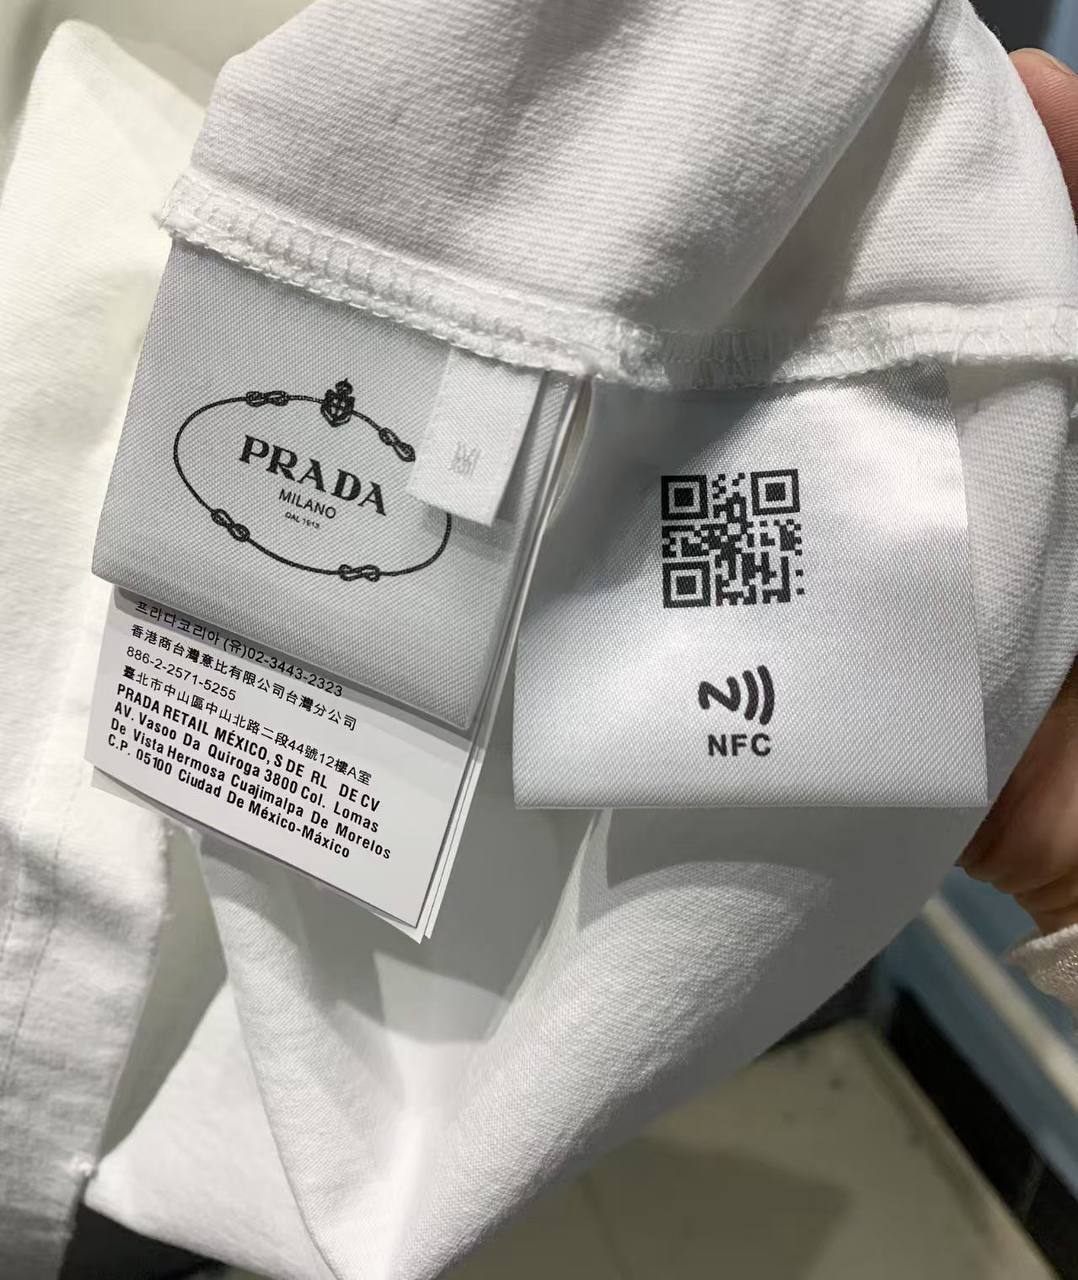 PRADA
MILANO
DAL 1913
M
프라다코리아 (유)02-3443-2323
香港商台灣意比有限公司台灣分公司
886-2-2571-5255
臺北市中山區中山北路二段44號12樓A室
PRADA RETAIL MÉXICO, S DE RL DE CV
AV. Vasoo Da Quiroga 3800 Col. Lomas
De Vista Hermosa Cuajimalpa De Morelos
C.P. 05100 Ciudad De México-México
NFC